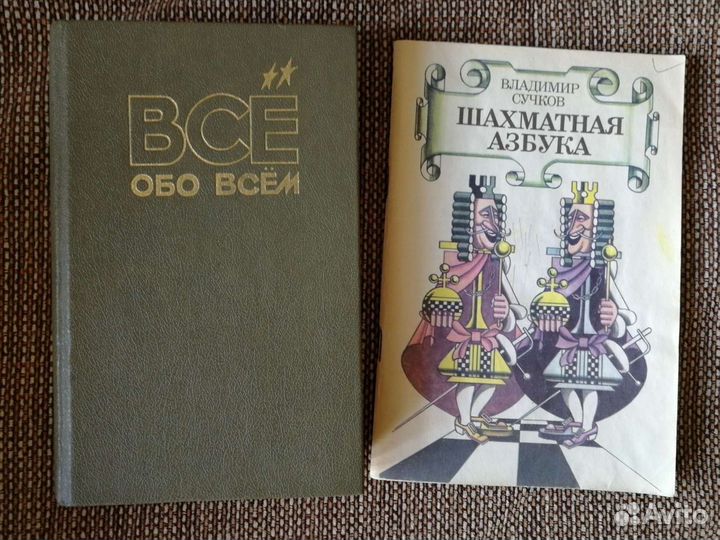 ВСЁ
ОБО ВСЁМ
ВЛАДИМИР
СУЧКОВ
ШАХМАТНАЯ
АЗБУКА
Avito